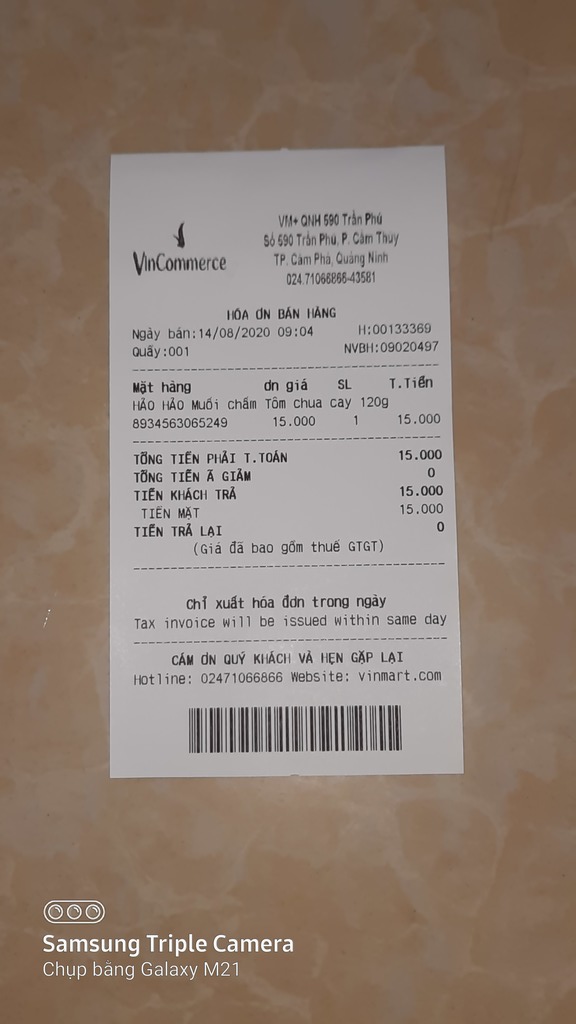 VinCommerce
VM+ QNH 590 Trần Phú
Số 590 Trần Phú, P. Cẩm Thủy
TP. Cẩm Phả, Quảng Ninh
024.71066866-43581
HÓA ƠN BÁN HÀNG
Ngày bán:14/08/2020 09:04 H:00133369
Quầy:001 NVBH:09020497
Mặt hàng ơn giá SL T.Tiền
HẢO HẢO Muối chấm Tôm chua cay 120g
8934563065249 15.000 1 15.000
TỔNG TIỀN PHẢI T.TOÁN 15.000
TỔNG TIỀN Ã GIẢM 0
TIỀN KHÁCH TRẢ 15.000
TIỀN MẶT 15.000
TIỀN TRẢ LẠI 0
(Giá đã bao gồm thuế GTGT)
Chỉ xuất hóa đơn trong ngày
Tax invoice will be issued within same day
CÁM ƠN QUÝ KHÁCH VÀ HẸN GẶP LẠI
Hotline: 02471066866 Website: vinmart.com
Samsung Triple Camera
Chụp bằng Galaxy M21